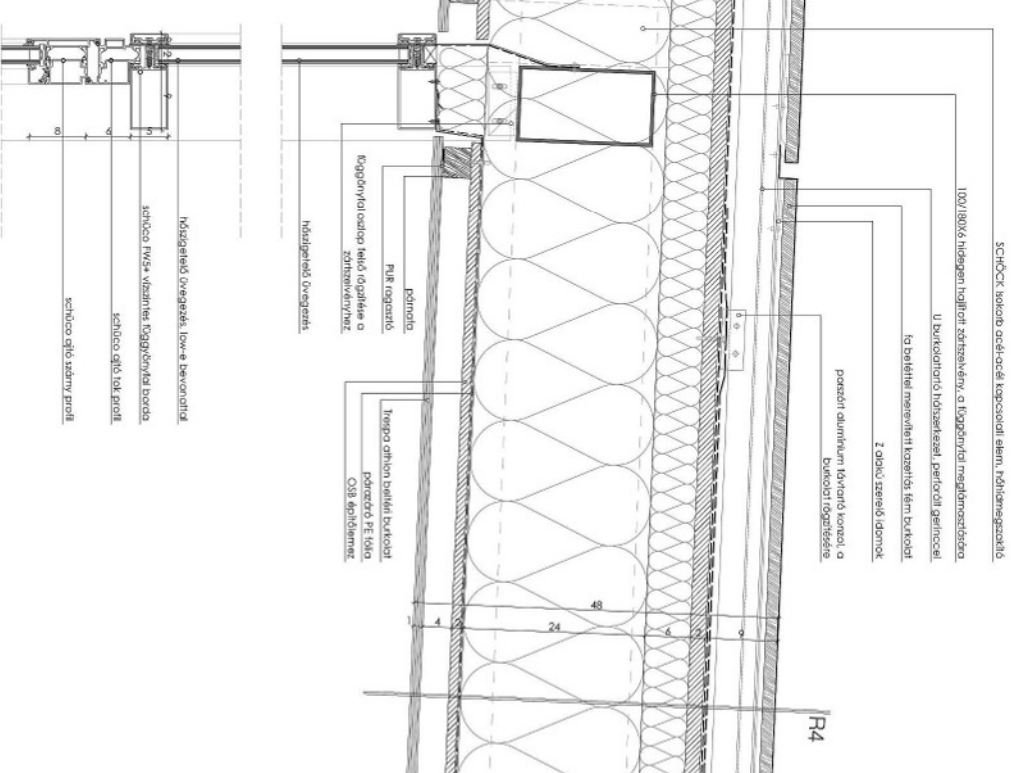 SCHÖCK isokorb acél-acél kapcsolati elem, hőhídmegszakító
100/180X6 hidegen hajlított zártszelvény, a függönyfal megtámasztására
U burkolattartó hátszerkezet, perforált gerinccel
fa betéttel merevített kazettás fém burkolat
Z alakú szerelő idomok
porszórt alumínium távtartó konzol, a
burkolat rögzítésére
Trespa athlon beltéri burkolat
párazáró PE fólia
OSB építőlemez
párnafa
PUR ragasztó
függönyfal oszlop felső rögzítése a
zártszelvényhez
hőszigetelő üvegezés
hőszigetelő üvegezés, low-e bevonattal
schüco FW5+ vízszintes függyönyfal borda
schüco ajtó tok profil
schüco ajtó szárny profil
8 6 5
48
1 4 2 24 6 2 9
R4